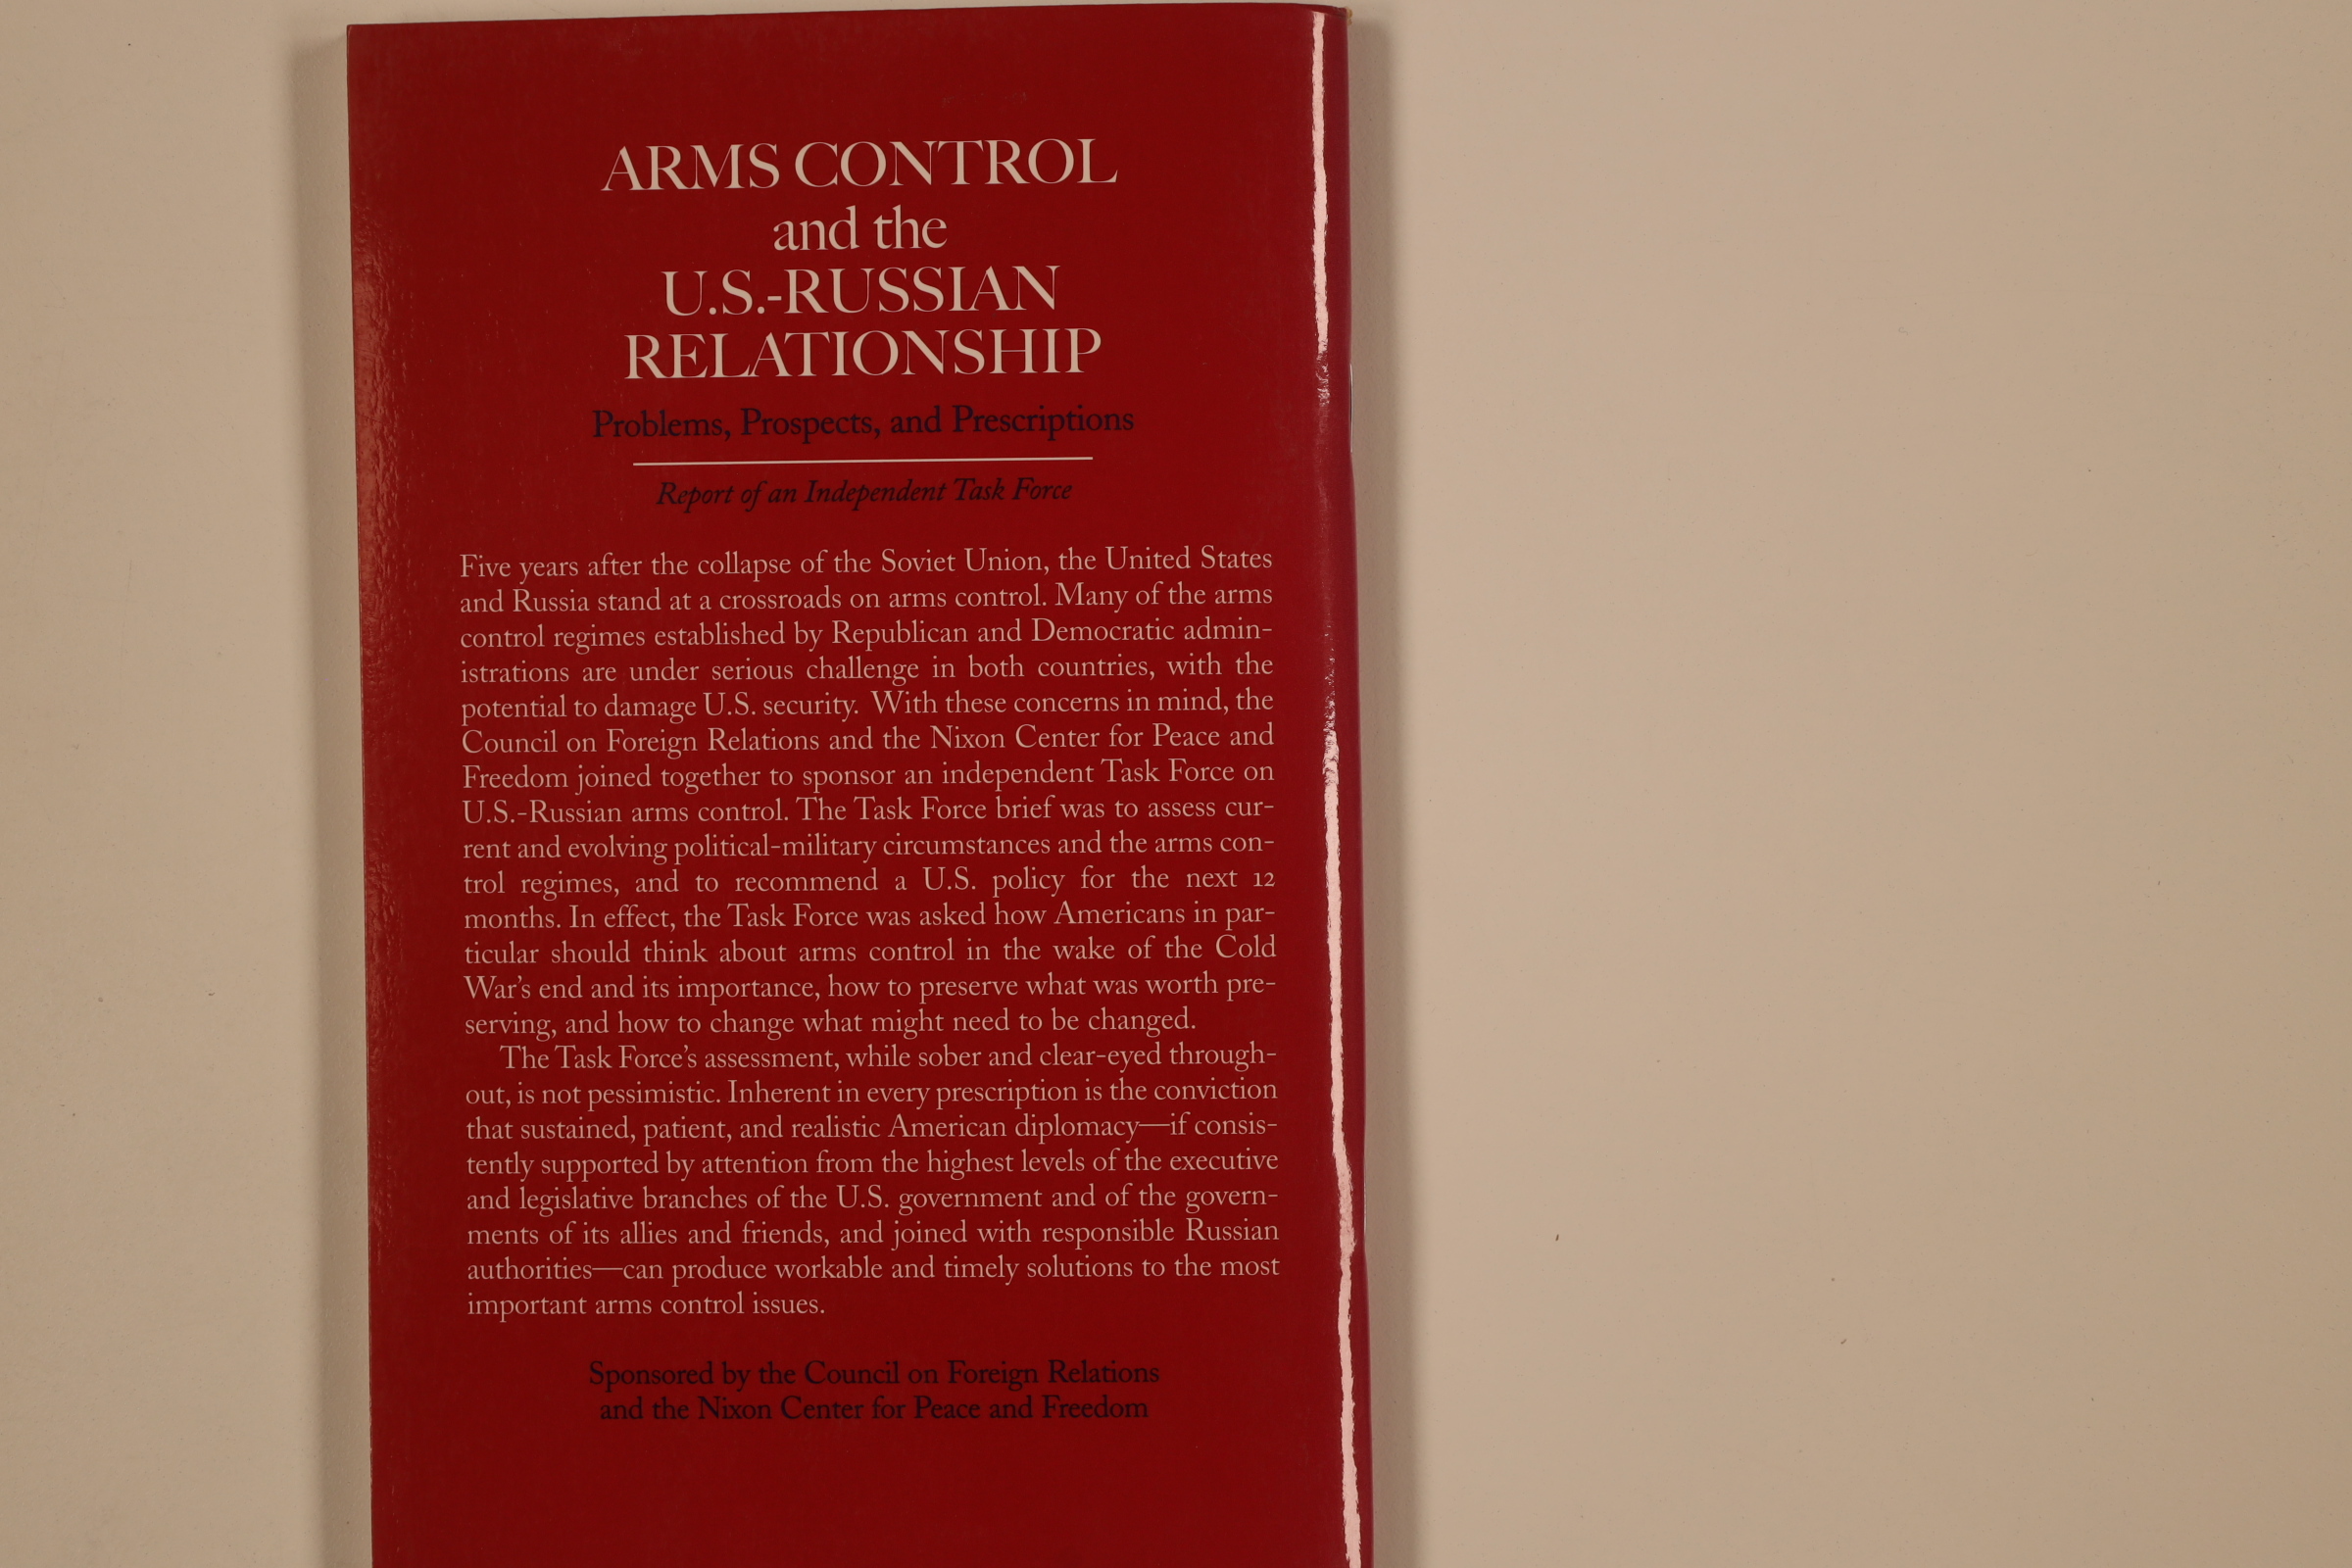 ARMS CONTROL
and the
U.S.-RUSSIAN
RELATIONSHIP
Problems, Prospects, and Prescriptions
Report of an Independent Task Force
Five years after the collapse of the Soviet Union, the United States
and Russia stand at a crossroads on arms control. Many of the arms
control regimes established by Republican and Democratic admin-
istrations are under serious challenge in both countries, with the
potential to damage U.S. security. With these concerns in mind, the
Council on Foreign Relations and the Nixon Center for Peace and
Freedom joined together to sponsor an independent Task Force on
U.S.-Russian arms control. The Task Force brief was to assess cur-
rent and evolving political-military circumstances and the arms con-
trol regimes, and to recommend a U.S. policy for the next 12
months. In effect, the Task Force was asked how Americans in par-
ticular should think about arms control in the wake of the Cold
War's end and its importance, how to preserve what was worth pre-
serving, and how to change what might need to be changed.
The Task Force's assessment, while sober and clear-eyed through-
out, is not pessimistic. Inherent in every prescription is the conviction
that sustained, patient, and realistic American diplomacy—if consis-
tently supported by attention from the highest levels of the executive
and legislative branches of the U.S. government and of the govern-
ments of its allies and friends, and joined with responsible Russian
authorities—can produce workable and timely solutions to the most
important arms control issues.
Sponsored by the Council on Foreign Relations
and the Nixon Center for Peace and Freedom